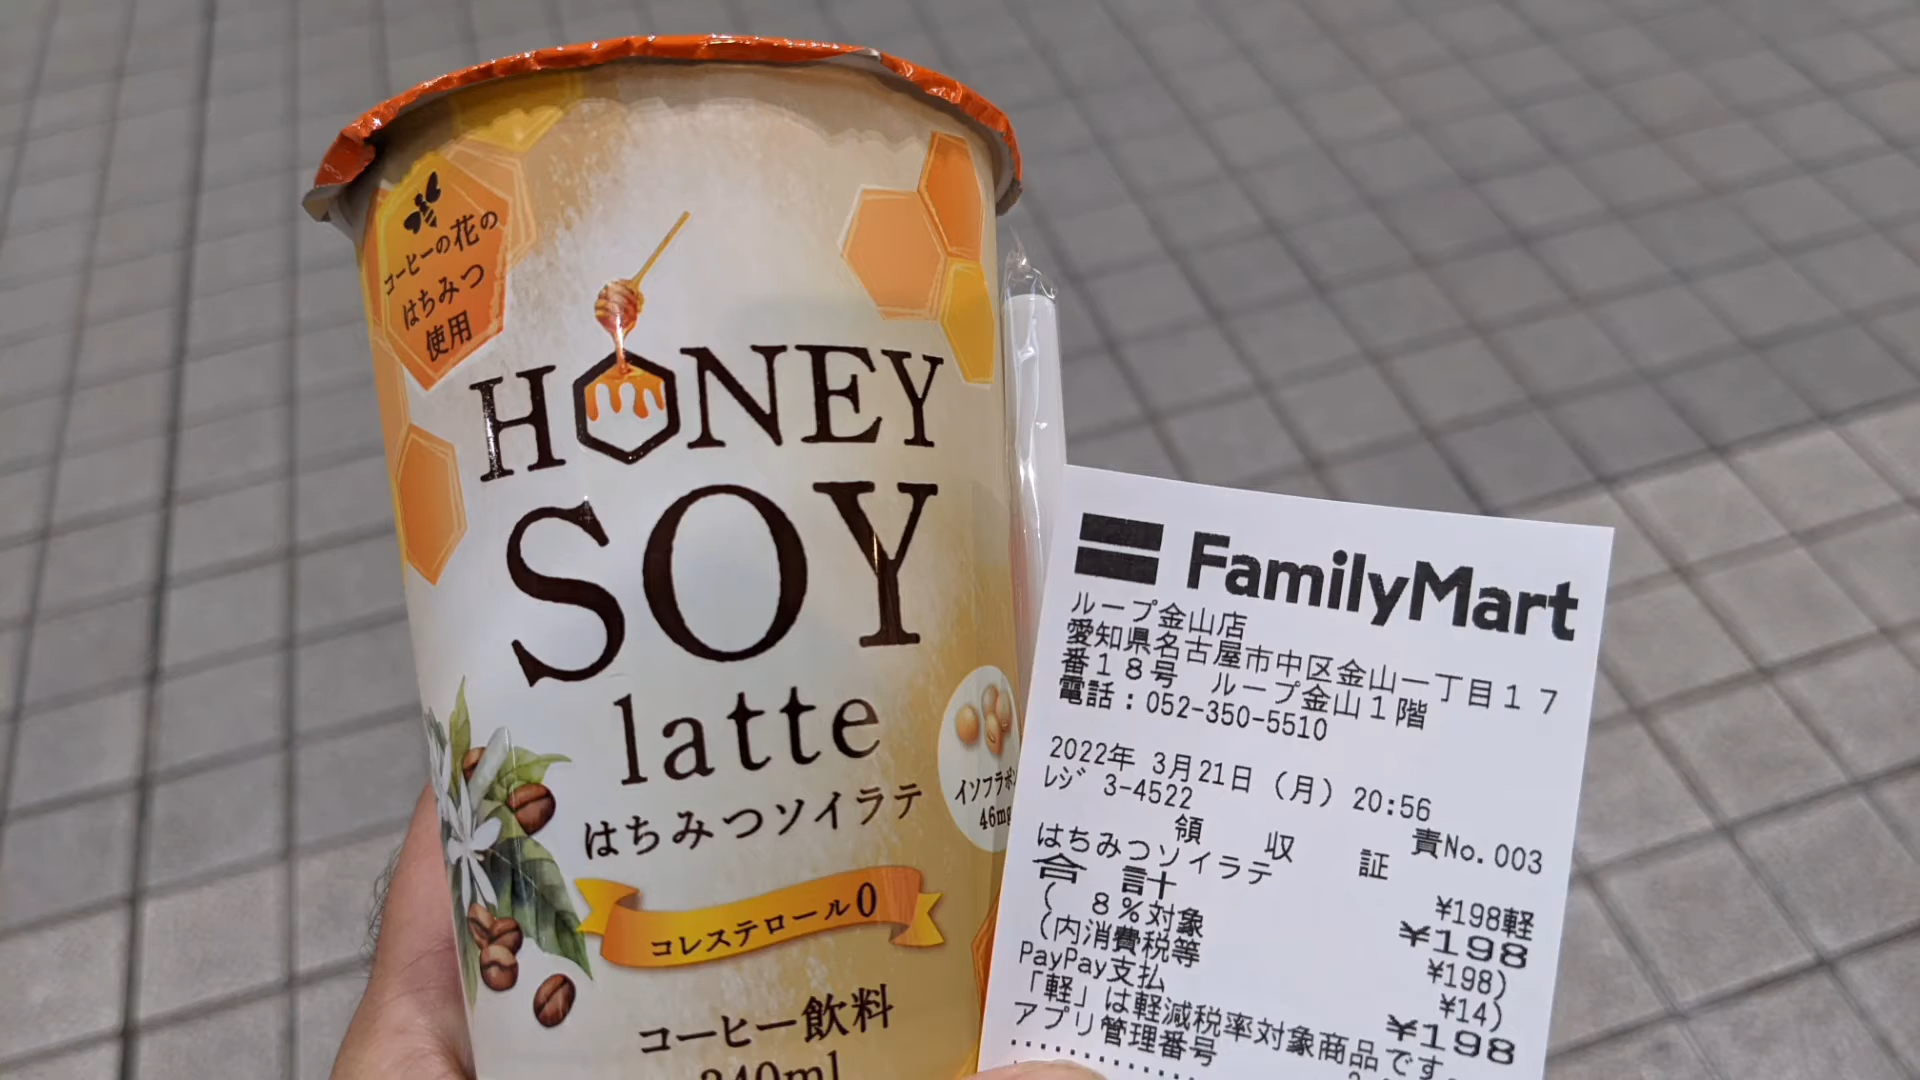 コーヒーの花の
はちみつ
使用
HONEY
SOY
latte
はちみつソイラテ
イソフラボン
46mg
コレステロール0
コーヒー飲料
240ml
FamilyMart
ループ金山店
愛知県名古屋市中区金山一丁目17
番18号 ループ金山1階
電話:052-350-5510
2022年 3月21日(月) 20:56
レジ 3-4522 責No.003
領 収 証
はちみつソイラテ ¥198軽
合 計 ¥198
( 8%対象 ¥198)
(内消費税等 ¥14)
PayPay支払 ¥198
「軽」は軽減税率対象商品です。
アプリ管理番号